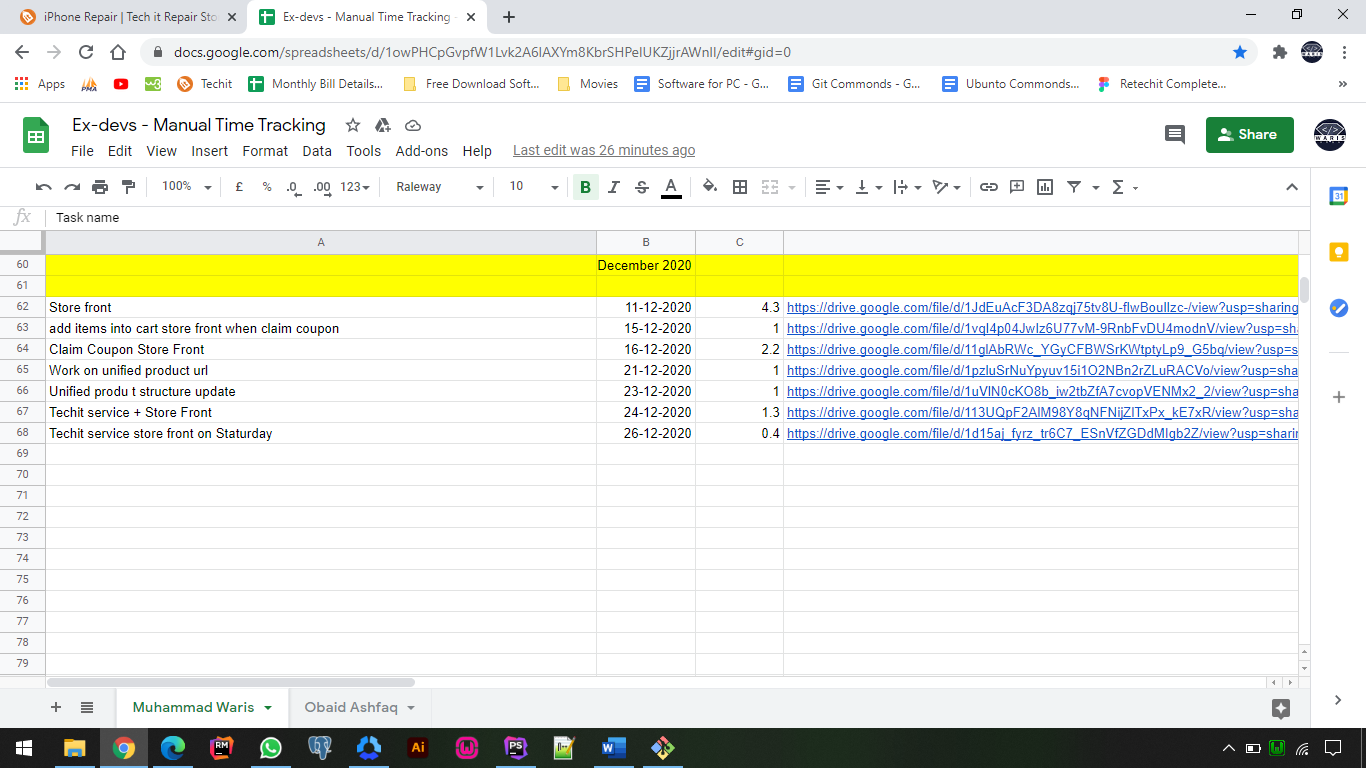 iPhone Repair | Tech it Repair Sto
Ex-devs - Manual Time Tracking -
docs.google.com/spreadsheets/d/1owPHCpGvpfW1Lvk2A6IAXYm8KbrSHPelUKZjjrAWnlI/edit#gid=0
Apps
PMA
Techit
Monthly Bill Details...
Free Download Soft...
Movies
Software for PC - G...
Git Commonds - G...
Ubunto Commonds...
Retechit Complete...
Ex-devs - Manual Time Tracking
Share
File Edit View Insert Format Data Tools Add-ons Help Last edit was 26 minutes ago
100% £ % .0 .00 123 Raleway 10 B I S A
fx Task name
A B C
60 December 2020
61
62 Store front 11-12-2020 4.3 https://drive.google.com/file/d/1JdEuAcF3DA8zqj75tv8U-flwBoullzc-/view?usp=sharing
63 add items into cart store front when claim coupon 15-12-2020 1 https://drive.google.com/file/d/1vqI4p04JwIz6U77vM-9RnbFvDU4modnV/view?usp=sh
64 Claim Coupon Store Front 16-12-2020 2.2 https://drive.google.com/file/d/11glAbRWc_YGyCFBWSrKWtptyLp9_G5bq/view?usp=s
65 Work on unified product url 21-12-2020 1 https://drive.google.com/file/d/1pzluSrNuYpyuv15i1O2NBn2rZLuRACVo/view?usp=sha
66 Unified produ t structure update 23-12-2020 1 https://drive.google.com/file/d/1uVlN0cKO8b_iw2tbZfA7cvopVENMx2_2/view?usp=sha
67 Techit service + Store Front 24-12-2020 1.3 https://drive.google.com/file/d/113UQpF2AlM98Y8qNFNijZlTxPx_kE7xR/view?usp=sha
68 Techit service store front on Staturday 26-12-2020 0.4 https://drive.google.com/file/d/1d15aj_fyrz_tr6C7_ESnVfZGDdMIgb2Z/view?usp=sharin
69
70
71
72
73
74
75
76
77
78
79
Muhammad Waris
Obaid Ashfaq
31
RM
Ai
PS
W